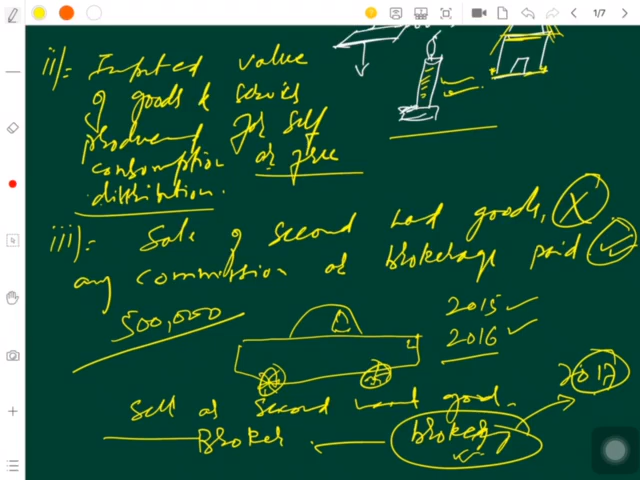 1/7
ii):- Imputed value
of goods & services
produced for self
consumption or free
distribution.
iii):- Sale of second hand goods, X
any commission or brokerage paid
500,000
2015
2016
2017
Sell as second hand good.
Broker brokerage